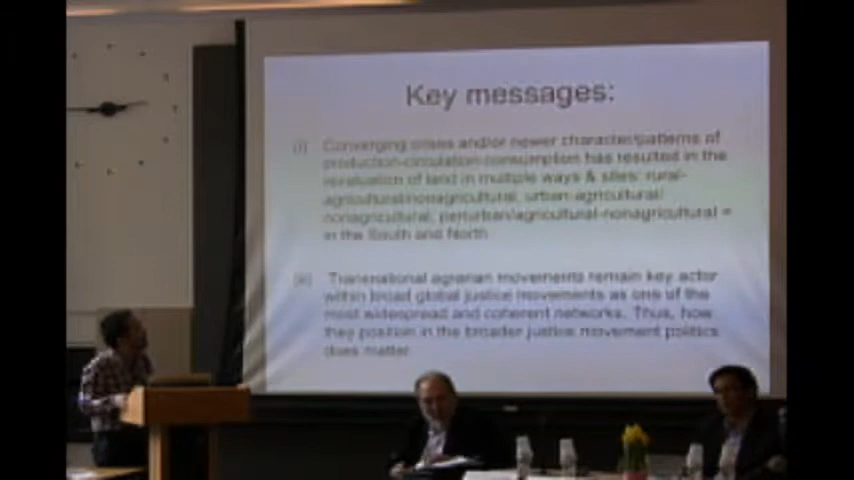 Key messages:
(i) Converging crises and/or newer character/patterns of
production-circulation-consumption has resulted in the
revaluation of land in multiple ways & sites: rural-
agricultural/nonagricultural, urban-agricultural/
nonagricultural, periurban/agricultural-nonagricultural =
in the South and North
(ii) Transnational agrarian movements remain key actor
within broad global justice movements as one of the
most widespread and coherent networks. Thus, how
they position in the broader justice movement politics
does matter.